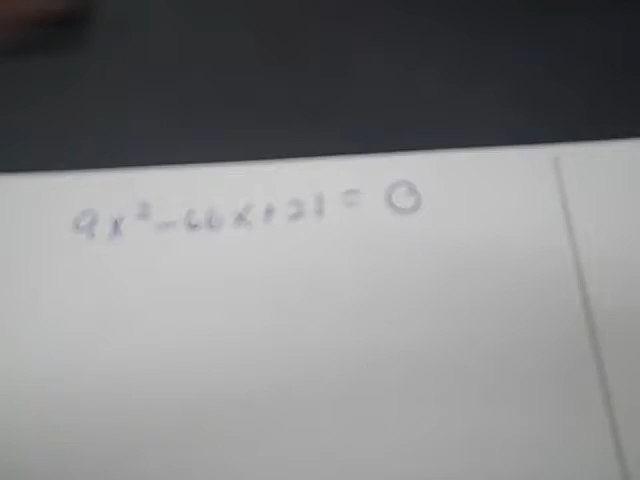 9x² - 66x + 21 = 0